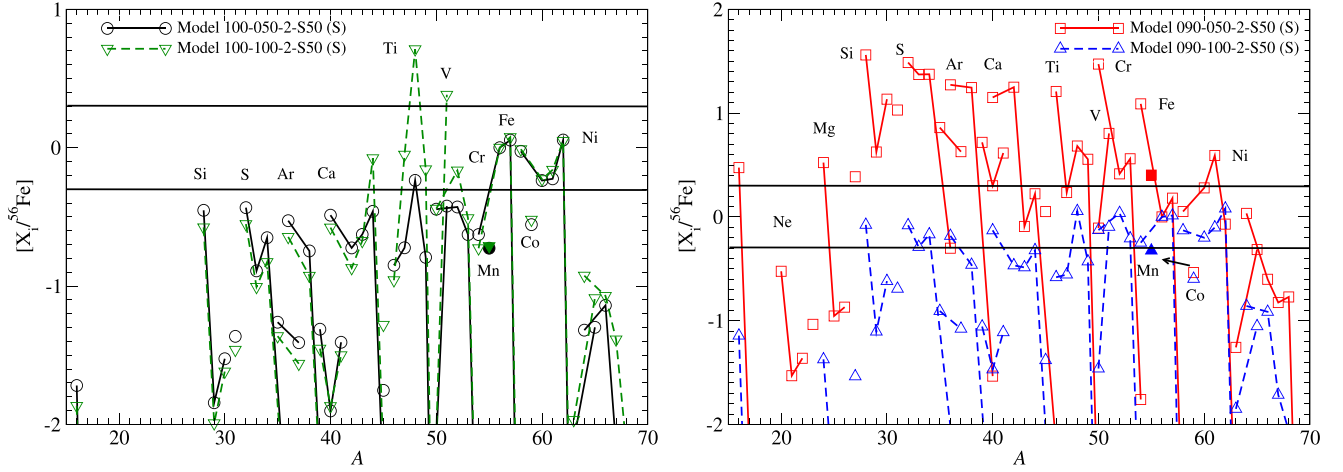 Model 100-050-2-S50 (S)
Model 100-100-2-S50 (S)
[Xi/56Fe]
1
0
-1
-2
Si
S
Ar
Ca
Ti
V
Cr
Fe
Mn
Co
Ni
20
30
40
50
60
70
A
Model 090-050-2-S50 (S)
Model 090-100-2-S50 (S)
[Xi/56Fe]
2
1
0
-1
-2
Ne
Mg
Si
S
Ar
Ca
Ti
V
Cr
Fe
Mn
Co
Ni
20
30
40
50
60
70
A